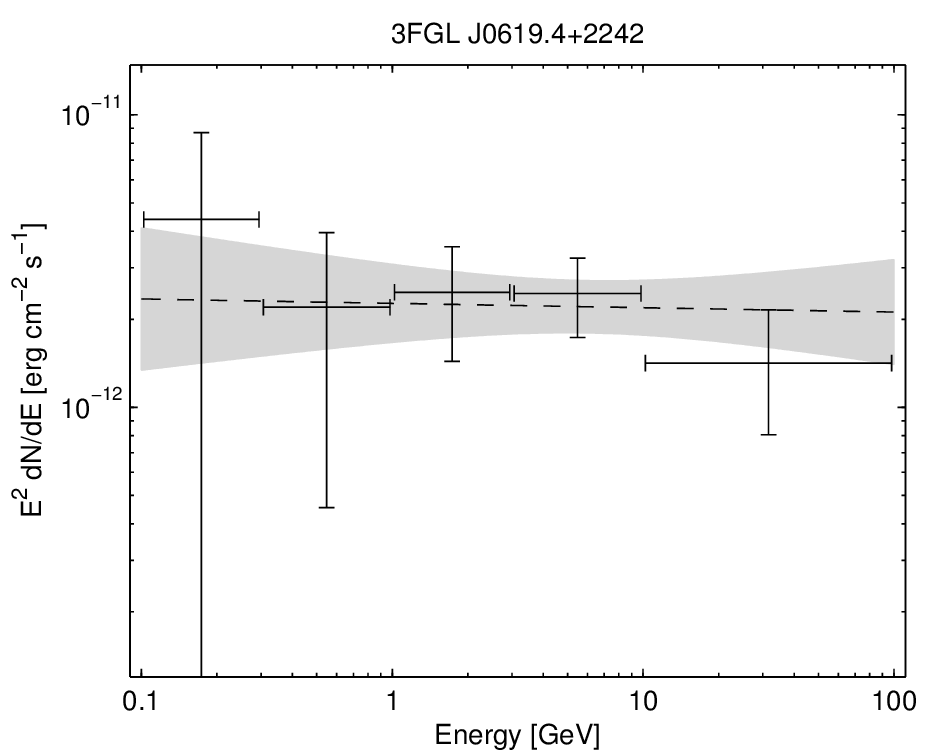 3FGL J0619.4+2242
10⁻¹¹
10⁻¹²
E² dN/dE [erg cm⁻² s⁻¹]
0.1 1 10 100
Energy [GeV]